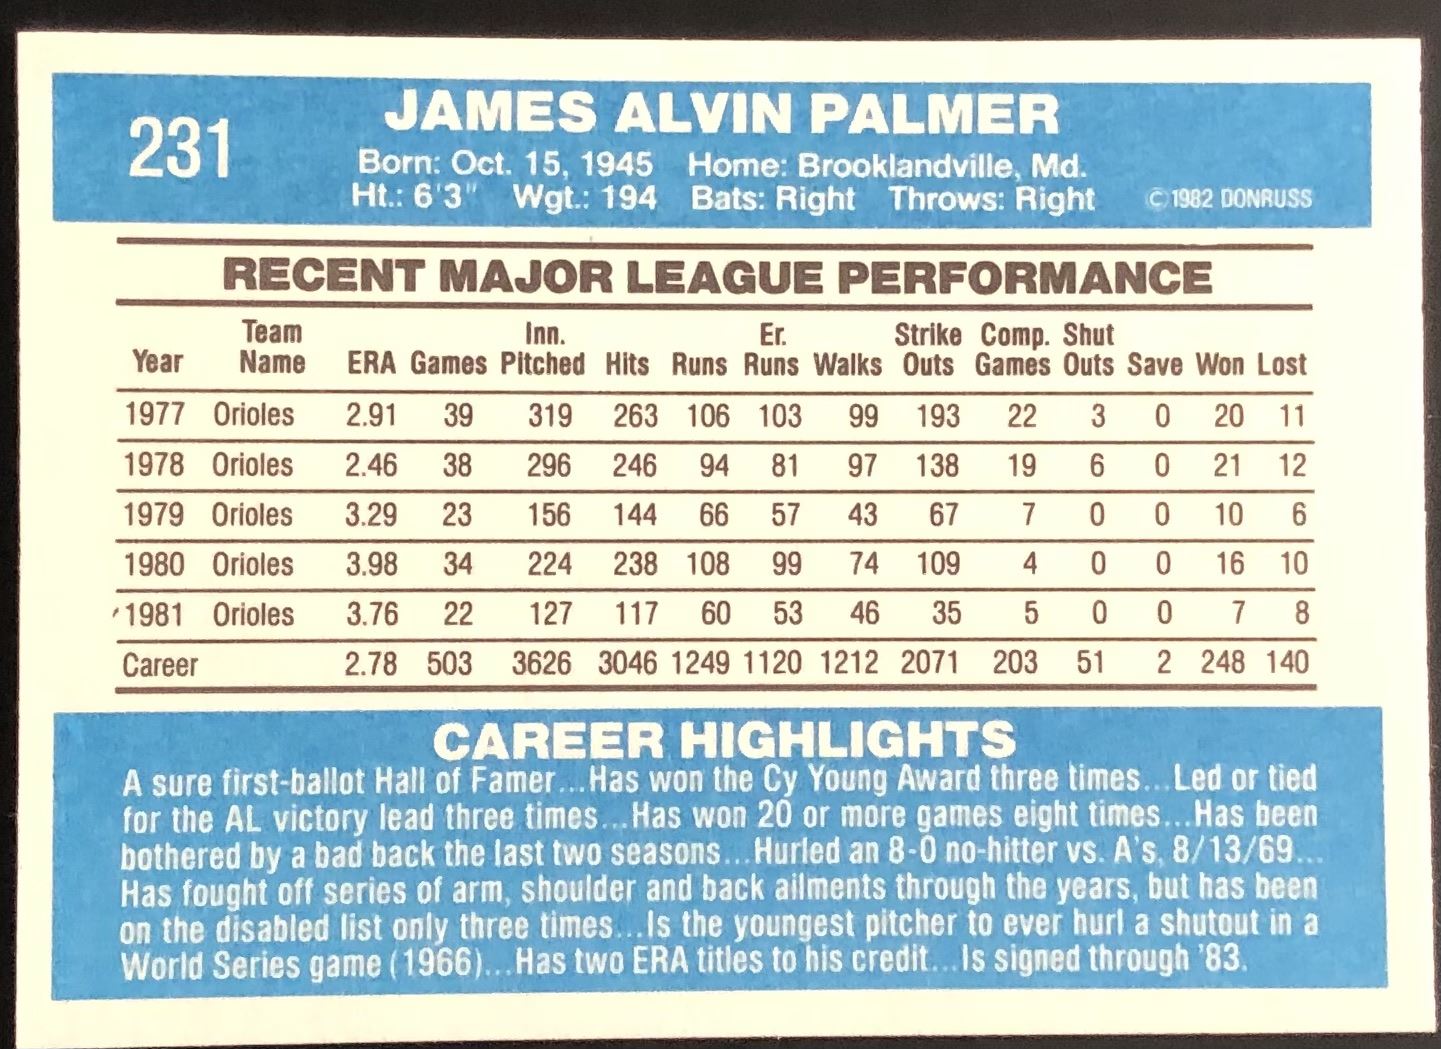 231
JAMES ALVIN PALMER
Born: Oct. 15, 1945 Home: Brooklandville, Md.
Ht.: 6'3" Wgt.: 194 Bats: Right Throws: Right ©1982 DONRUSS
RECENT MAJOR LEAGUE PERFORMANCE
Year Team Name ERA Games Inn. Pitched Hits Runs Er. Runs Walks Strike Outs Comp. Games Shut Outs Save Won Lost
1977 Orioles 2.91 39 319 263 106 103 99 193 22 3 0 20 11
1978 Orioles 2.46 38 296 246 94 81 97 138 19 6 0 21 12
1979 Orioles 3.29 23 156 144 66 57 43 67 7 0 0 10 6
1980 Orioles 3.98 34 224 238 108 99 74 109 4 0 0 16 10
1981 Orioles 3.76 22 127 117 60 53 46 35 5 0 0 7 8
Career 2.78 503 3626 3046 1249 1120 1212 2071 203 51 2 248 140
CAREER HIGHLIGHTS
A sure first-ballot Hall of Famer...Has won the Cy Young Award three times...Led or tied
for the AL victory lead three times...Has won 20 or more games eight times...Has been
bothered by a bad back the last two seasons...Hurled an 8-0 no-hitter vs. A's, 8/13/69...
Has fought off series of arm, shoulder and back ailments through the years, but has been
on the disabled list only three times...Is the youngest pitcher to ever hurl a shutout in a
World Series game (1966)...Has two ERA titles to his credit...Is signed through '83.